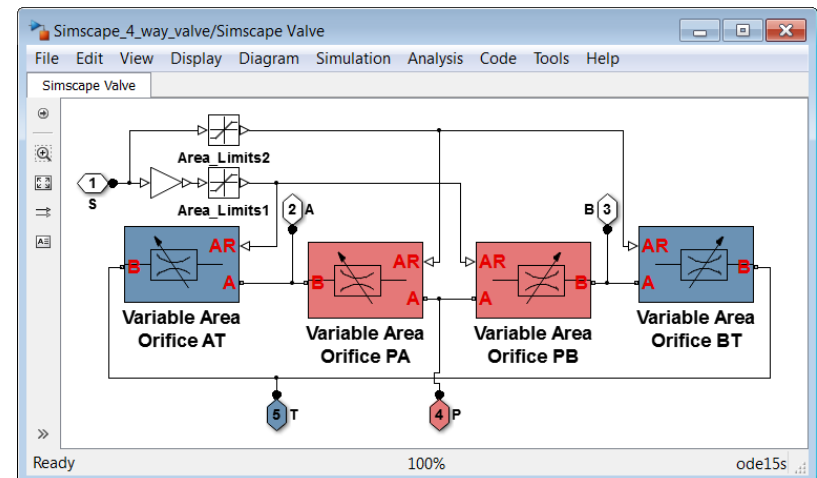 Simscape_4_way_valve/Simscape Valve
File Edit View Display Diagram Simulation Analysis Code Tools Help
Simscape Valve
Area_Limits2
1
S
Area_Limits1
2 A
B 3
AR
B
A
Variable Area
Orifice AT
AR
B
A
Variable Area
Orifice PA
AR
A
B
Variable Area
Orifice PB
AR
A
B
Variable Area
Orifice BT
5 T
4 P
A
Ready 100% ode15s